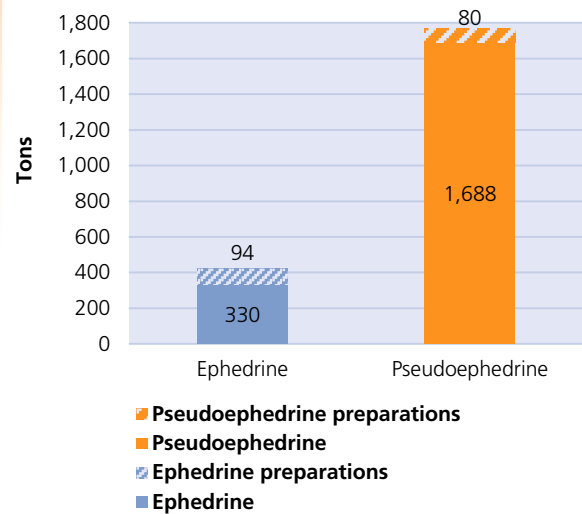 Tons
1,800
1,600
1,400
1,200
1,000
800
600
400
200
0
80
1,688
94
330
Ephedrine
Pseudoephedrine
Pseudoephedrine preparations
Pseudoephedrine
Ephedrine preparations
Ephedrine